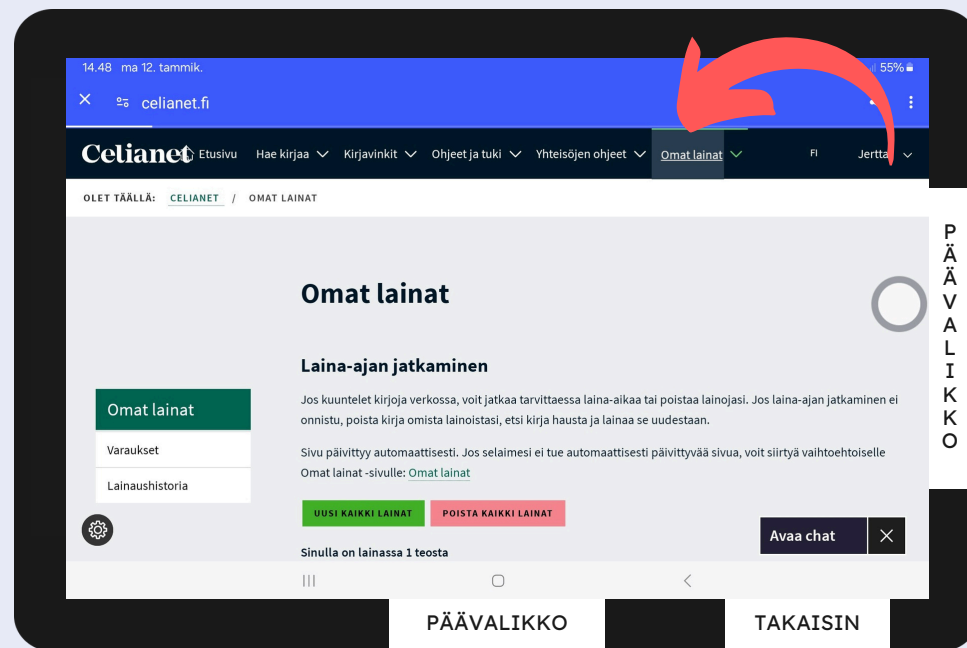 14.48 ma 12. tammik.
55%
celianet.fi
Celianet Etusivu Hae kirjaa Kirjavinkit Ohjeet ja tuki Yhteisöjen ohjeet Omat lainat FI Jertta
OLET TÄÄLLÄ: CELIANET / OMAT LAINAT
Omat lainat
Laina-ajan jatkaminen
Jos kuuntelet kirjoja verkossa, voit jatkaa tarvittaessa laina-aikaa tai poistaa lainojasi. Jos laina-ajan jatkaminen ei
onnistu, poista kirja omista lainoistasi, etsi kirja hausta ja lainaa se uudestaan.
Sivu päivittyy automaattisesti. Jos selaimesi ei tue automaattisesti päivittyvää sivua, voit siirtyä vaihtoehtoiselle
Omat lainat -sivulle: Omat lainat
UUSI KAIKKI LAINAT POISTA KAIKKI LAINAT
Sinulla on lainassa 1 teosta
Omat lainat
Varaukset
Lainaushistoria
Avaa chat
PÄÄVALIKKO
PÄÄVALIKKO
TAKAISIN